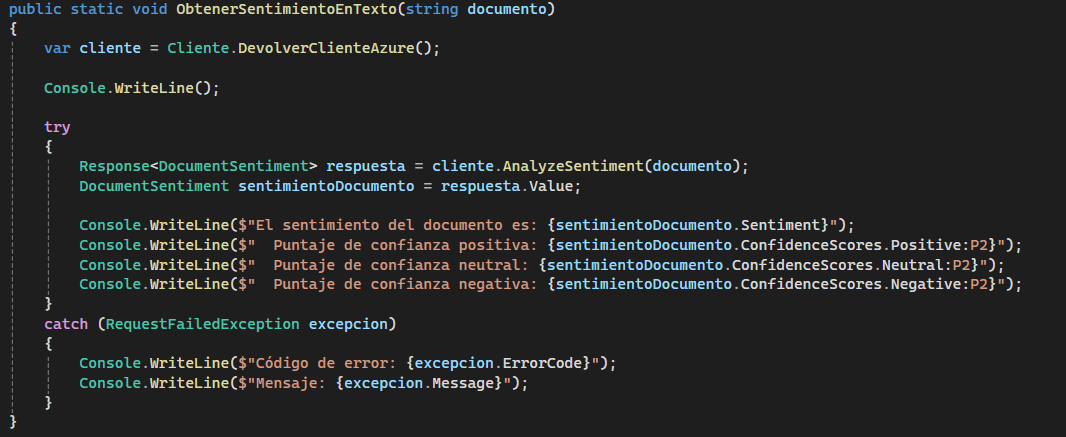 public static void ObtenerSentimientoEnTexto(string documento)
{
    var cliente = Cliente.DevolverClienteAzure();

    Console.WriteLine();

    try
    {
        Response<DocumentSentiment> respuesta = cliente.AnalyzeSentiment(documento);
        DocumentSentiment sentimientoDocumento = respuesta.Value;

        Console.WriteLine($"El sentimiento del documento es: {sentimientoDocumento.Sentiment}");
        Console.WriteLine($"  Puntaje de confianza positiva: {sentimientoDocumento.ConfidenceScores.Positive:P2}");
        Console.WriteLine($"  Puntaje de confianza neutral: {sentimientoDocumento.ConfidenceScores.Neutral:P2}");
        Console.WriteLine($"  Puntaje de confianza negativa: {sentimientoDocumento.ConfidenceScores.Negative:P2}");
    }
    catch (RequestFailedException excepcion)
    {
        Console.WriteLine($"Código de error: {excepcion.ErrorCode}");
        Console.WriteLine($"Mensaje: {excepcion.Message}");
    }
}